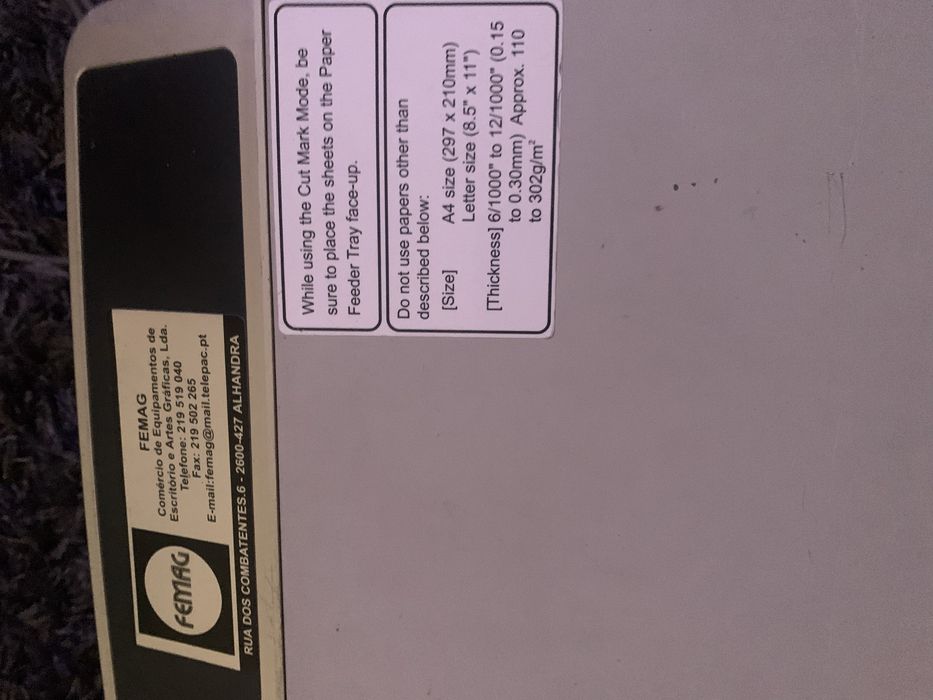 FEMAG
FEMAG
Comércio de Equipamentos de
Escritório e Artes Gráficas, Lda.
Telefone: 219 519 040
Fax: 219 502 265
E-mail:femag@mail.telepac.pt
RUA DOS COMBATENTES.6 - 2600-427 ALHANDRA
While using the Cut Mark Mode, be
sure to place the sheets on the Paper
Feeder Tray face-up.
Do not use papers other than
described below:
[Size] A4 size (297 x 210mm)
Letter size (8.5" x 11")
[Thickness] 6/1000" to 12/1000" (0.15
to 0.30mm) Approx. 110
to 302g/m²